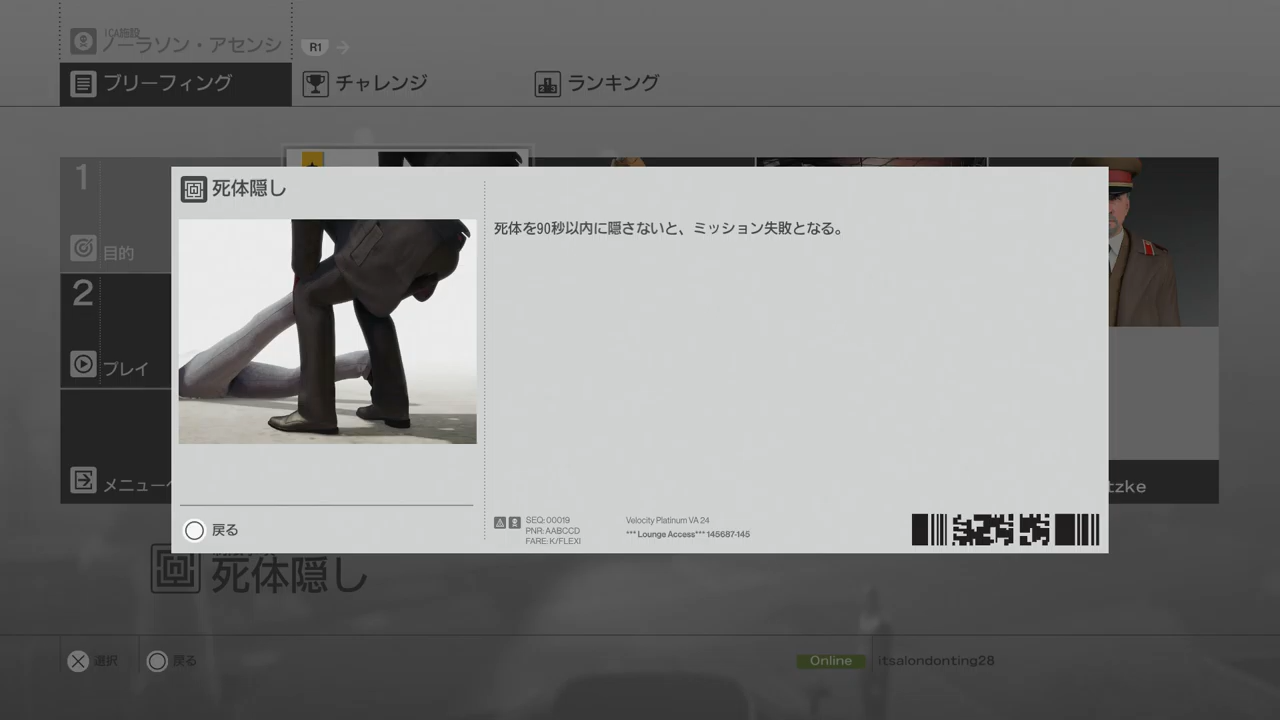 ICA施設
ノーラソン・アセンシ
R1
ブリーフィング
チャレンジ
ランキング
1
目的
2
プレイ
メニューへ
死体隠し
死体を90秒以内に隠さないと、ミッション失敗となる。
戻る
SEQ: 00019
PNR: AABCCD
FARE: K/FLEXI
Velocity Platinum VA 24
*** Lounge Access*** 145687-145
tzke
死体隠し
選択
戻る
Online
itsalondonting28